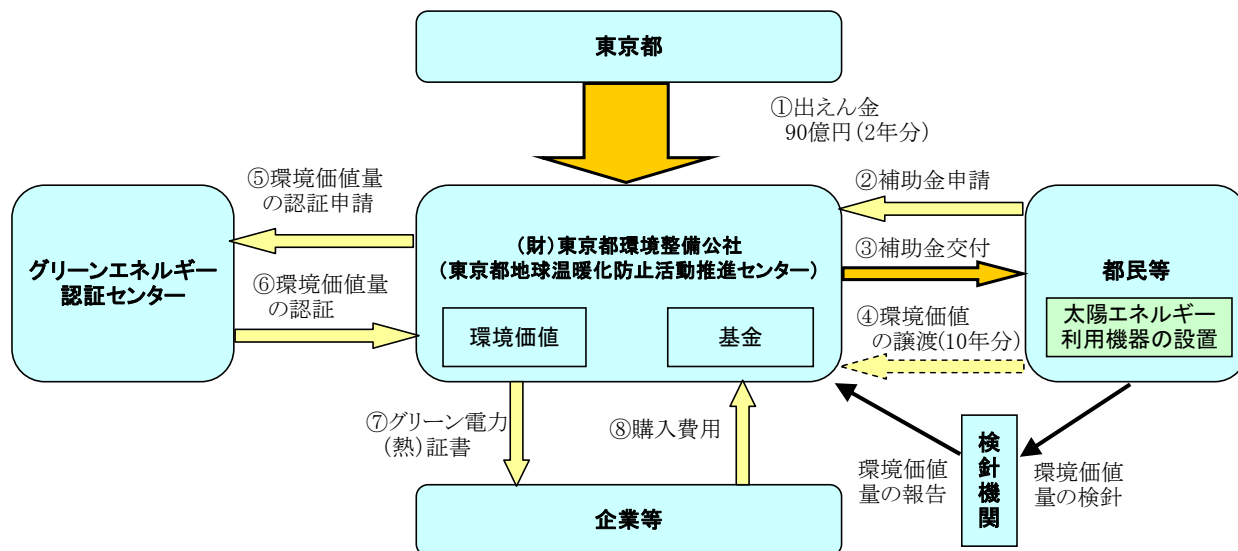 東京都
①出えん金
90億円(2年分)
⑤環境価値量
の認証申請
②補助金申請
(財)東京都環境整備公社
(東京都地球温暖化防止活動推進センター)
③補助金交付
グリーンエネルギー
認証センター
都民等
⑥環境価値量
の認証
④環境価値
の譲渡(10年分)
太陽エネルギー
利用機器の設置
環境価値
基金
⑦グリーン電力
(熱)証書
⑧購入費用
検針機関
環境価値
量の報告
環境価値
量の検針
企業等